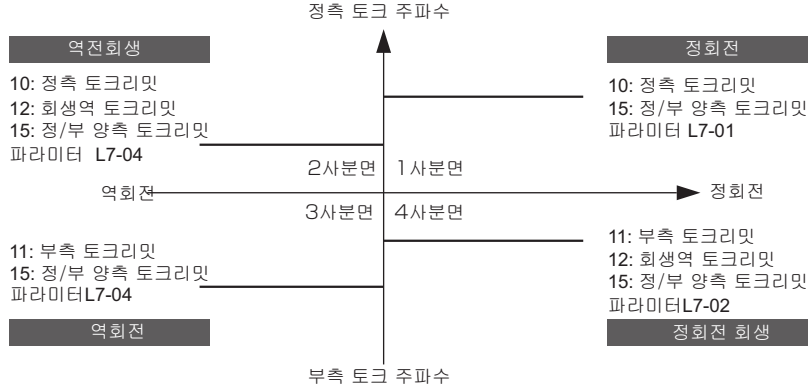 정측 토크 주파수
역전회생
10: 정측 토크리밋
12: 회생역 토크리밋
15: 정/부 양측 토크리밋
파라미터 L7-04
정회전
10: 정측 토크리밋
15: 정/부 양측 토크리밋
파라미터 L7-01
2사분면
1사분면
역회전
정회전
3사분면
4사분면
11: 부측 토크리밋
15: 정/부 양측 토크리밋
파라미터L7-04
역회전
11: 부측 토크리밋
12: 회생역 토크리밋
15: 정/부 양측 토크리밋
파라미터L7-02
정회전 회생
부측 토크 주파수